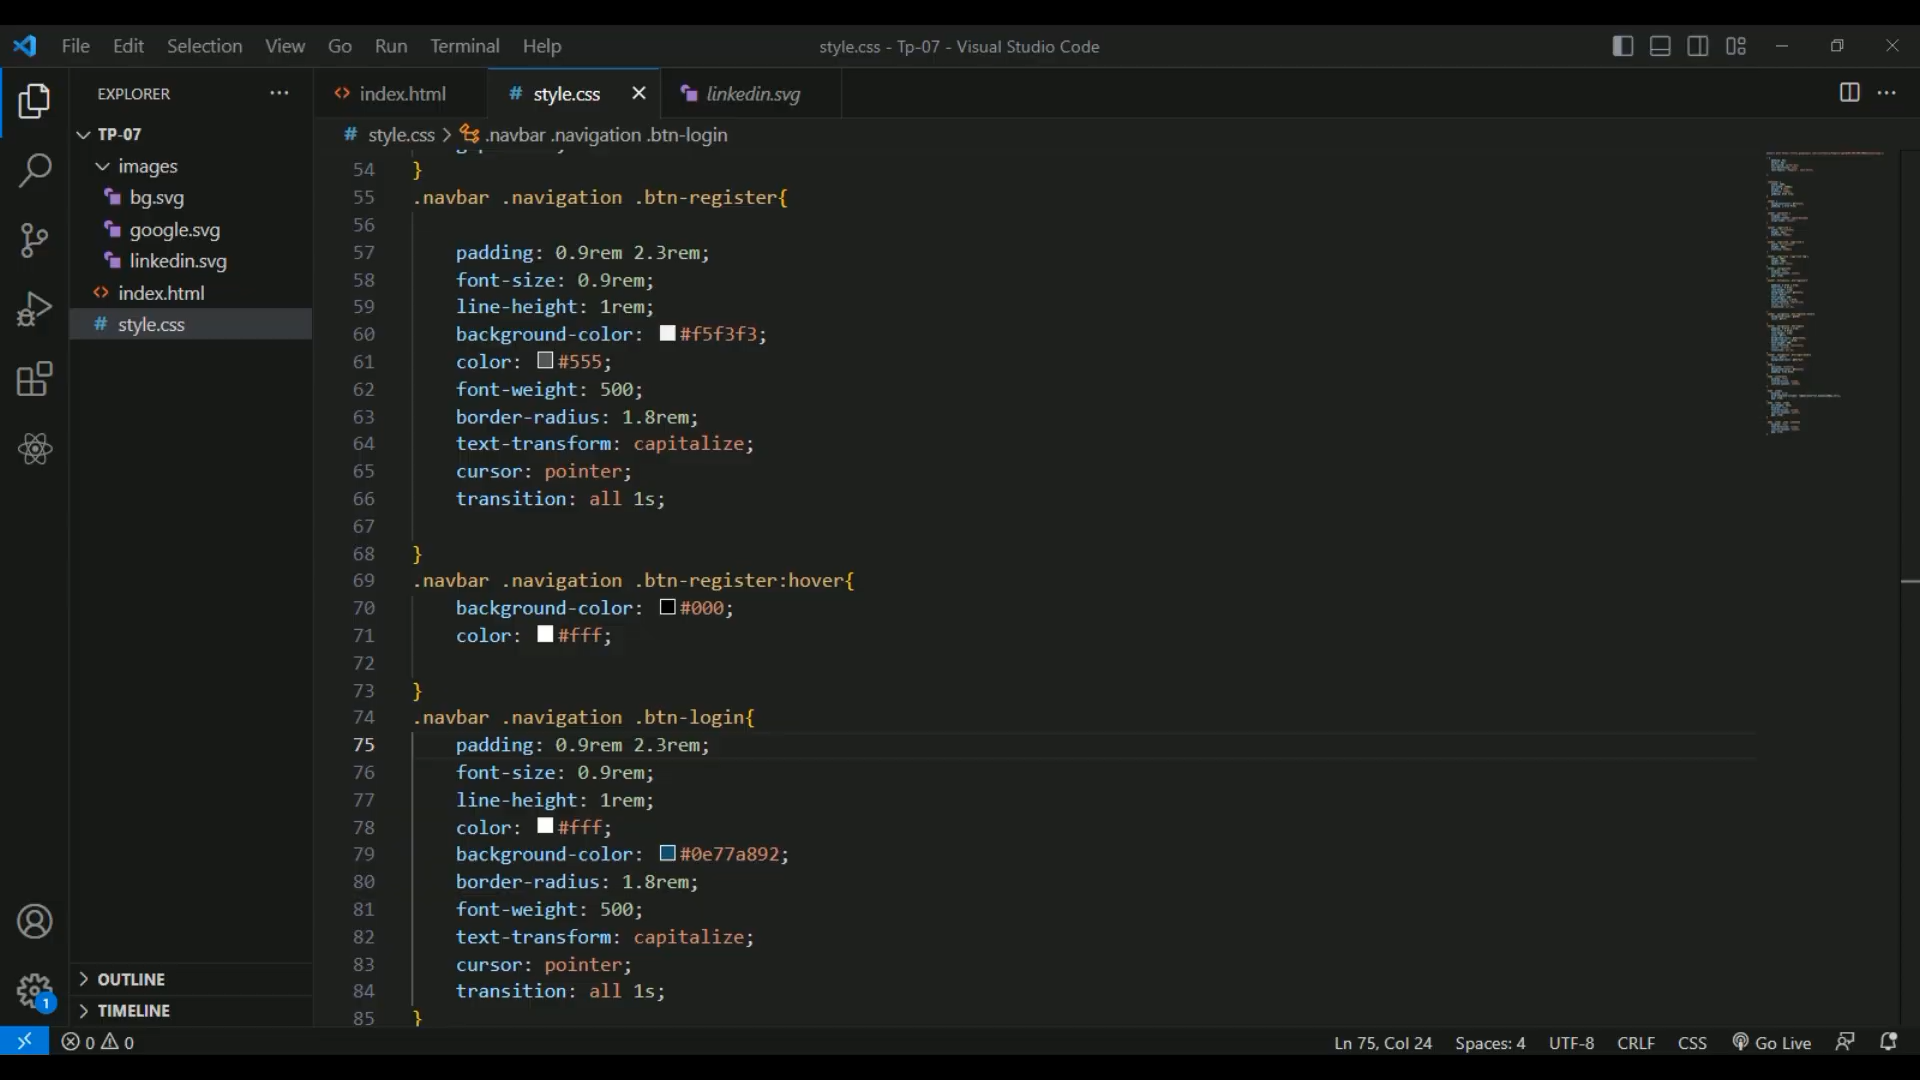 File Edit Selection View Go Run Terminal Help
style.css - Tp-07 - Visual Studio Code
EXPLORER
TP-07
images
bg.svg
google.svg
linkedin.svg
index.html
style.css
OUTLINE
TIMELINE
index.html
style.css
linkedin.svg
style.css > .navbar .navigation .btn-login
54 }
55 .navbar .navigation .btn-register{
56
57 padding: 0.9rem 2.3rem;
58 font-size: 0.9rem;
59 line-height: 1rem;
60 background-color: #f5f3f3;
61 color: #555;
62 font-weight: 500;
63 border-radius: 1.8rem;
64 text-transform: capitalize;
65 cursor: pointer;
66 transition: all 1s;
67
68 }
69 .navbar .navigation .btn-register:hover{
70 background-color: #000;
71 color: #fff;
72
73 }
74 .navbar .navigation .btn-login{
75 padding: 0.9rem 2.3rem;
76 font-size: 0.9rem;
77 line-height: 1rem;
78 color: #fff;
79 background-color: #0e77a892;
80 border-radius: 1.8rem;
81 font-weight: 500;
82 text-transform: capitalize;
83 cursor: pointer;
84 transition: all 1s;
85 }
1
0 0
Ln 75, Col 24 Spaces: 4 UTF-8 CRLF CSS Go Live